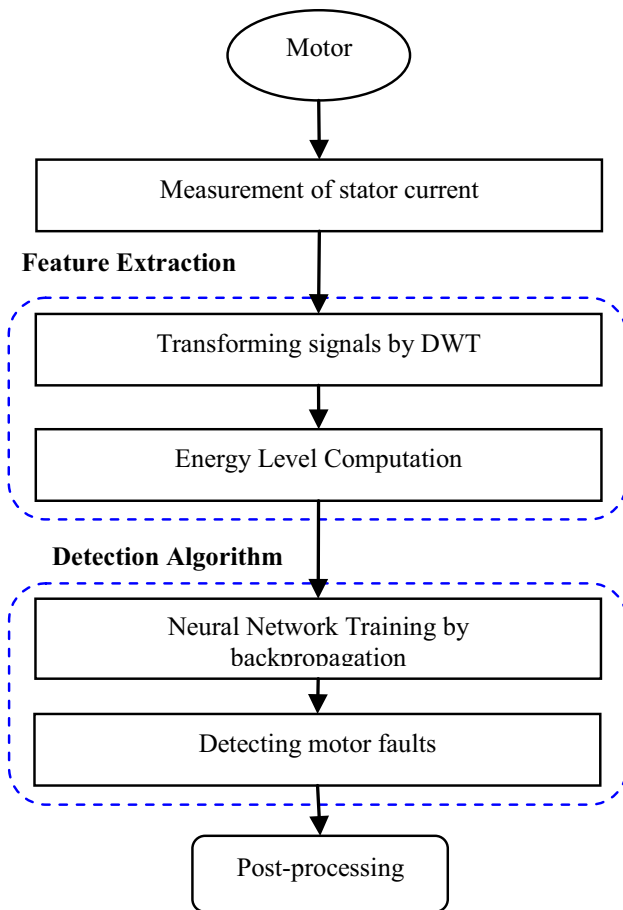 Motor
Measurement of stator current
Feature Extraction
Transforming signals by DWT
Energy Level Computation
Detection Algorithm
Neural Network Training by
backpropagation
Detecting motor faults
Post-processing